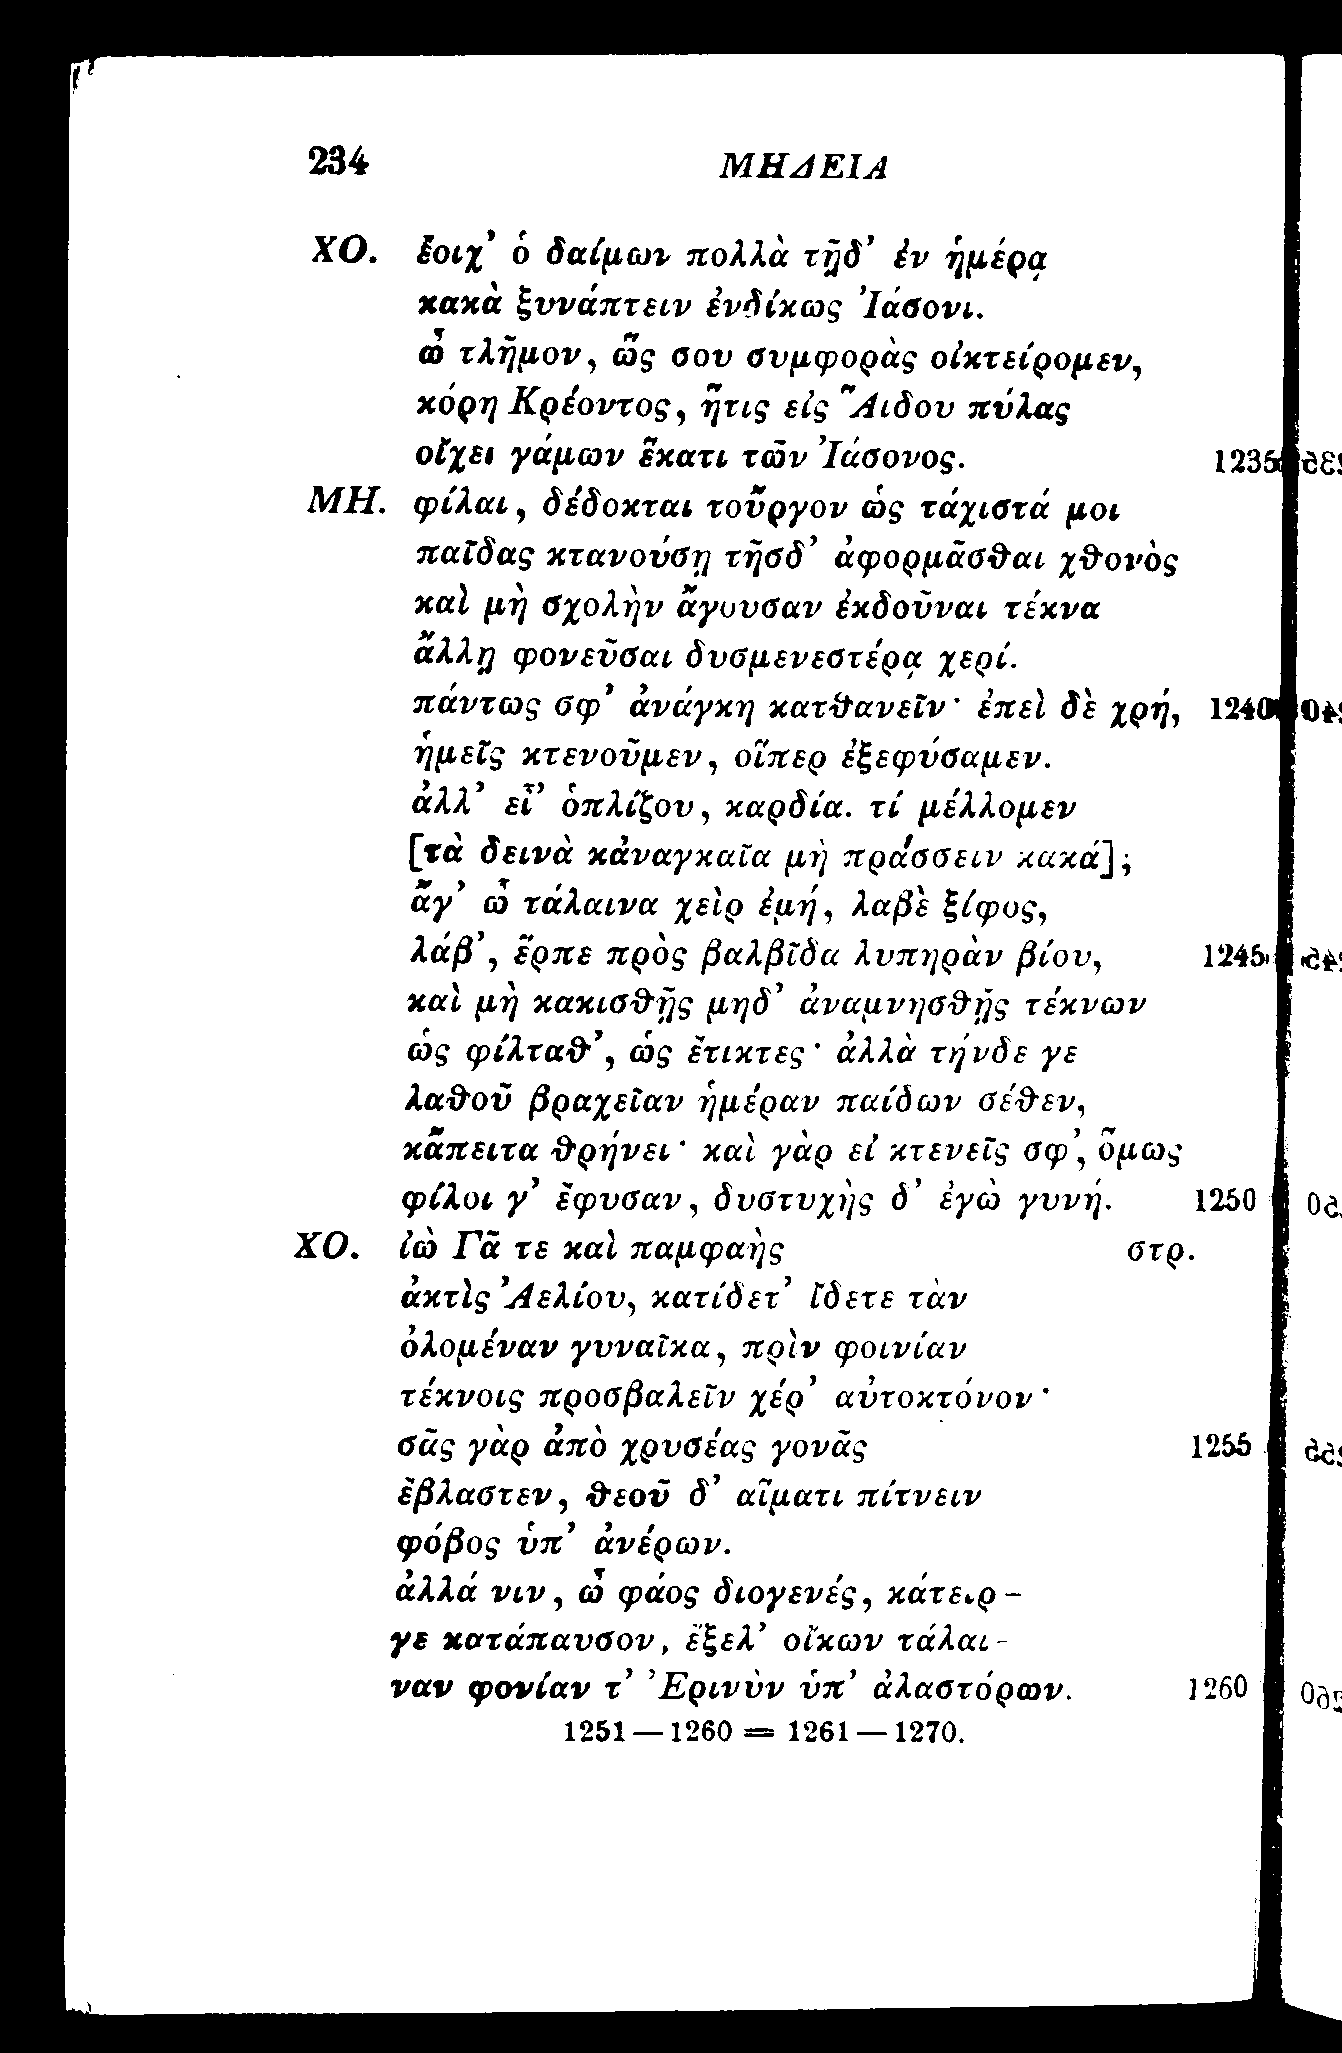 234 ΜΗΔΕΙΑ
ΧΟ. ἔοιχ’ ὁ δαίμων πολλὰ τῇδ’ ἐν ἡμέρᾳ
κακὰ ξυνάπτειν ἐνδίκως Ἰάσονι.
ὦ τλῆμον, ὥς σου συμφορὰς οἰκτείρομεν,
κόρη Κρέοντος, ἥτις εἰς Ἅιδου πύλας
οἴχει γάμων ἕκατι τῶν Ἰάσονος. 1235
ΜΗ. φίλαι, δέδοκται τοὖργον ὡς τάχιστά μοι
παῖδας κτανούσῃ τῆσδ’ ἀφορμᾶσθαι χθονὸς
καὶ μὴ σχολὴν ἄγουσαν ἐκδοῦναι τέκνα
ἄλλῃ φονεῦσαι δυσμενεστέρᾳ χερί.
πάντως σφ’ ἀνάγκη κατθανεῖν· ἐπεὶ δὲ χρή, 1240
ἡμεῖς κτενοῦμεν, οἵπερ ἐξεφύσαμεν.
ἀλλ’ εἶ’ ὁπλίζου, καρδία. τί μέλλομεν
[τὰ δεινὰ κἀναγκαῖα μὴ πράσσειν κακά];
ἄγ’ ὦ τάλαινα χεὶρ ἐμή, λαβὲ ξίφος,
λάβ’, ἕρπε πρὸς βαλβῖδα λυπηρὰν βίου, 1245
καὶ μὴ κακισθῇς μηδ’ ἀναμνησθῇς τέκνων
ὡς φίλταθ’, ὡς ἔτικτες· ἀλλὰ τήνδε γε
λαθοῦ βραχεῖαν ἡμέραν παίδων σέθεν,
κἄπειτα θρήνει· καὶ γὰρ εἰ κτενεῖς σφ’, ὅμως
φίλοι γ’ ἔφυσαν, δυστυχὴς δ’ ἐγὼ γυνή. 1250
ΧΟ. ἰὼ Γᾶ τε καὶ παμφαὴς στρ.
ἀκτὶς Ἀελίου, κατίδετ’ ἴδετε τὰν
ὀλομέναν γυναῖκα, πρὶν φοινίαν
τέκνοις προσβαλεῖν χέρ’ αὐτοκτόνον·
σᾶς γὰρ ἀπὸ χρυσέας γονᾶς 1255
ἔβλαστεν, θεοῦ δ’ αἵματι πίτνειν
φόβος ὑπ’ ἀνέρων.
ἀλλά νιν, ὦ φάος διογενές, κάτειρ-
γε κατάπαυσον, ἔξελ’ οἴκων τάλαι-
ναν φονίαν τ’ Ἐρινὺν ὑπ’ ἀλαστόρων. 1260
1251—1260 = 1261—1270.